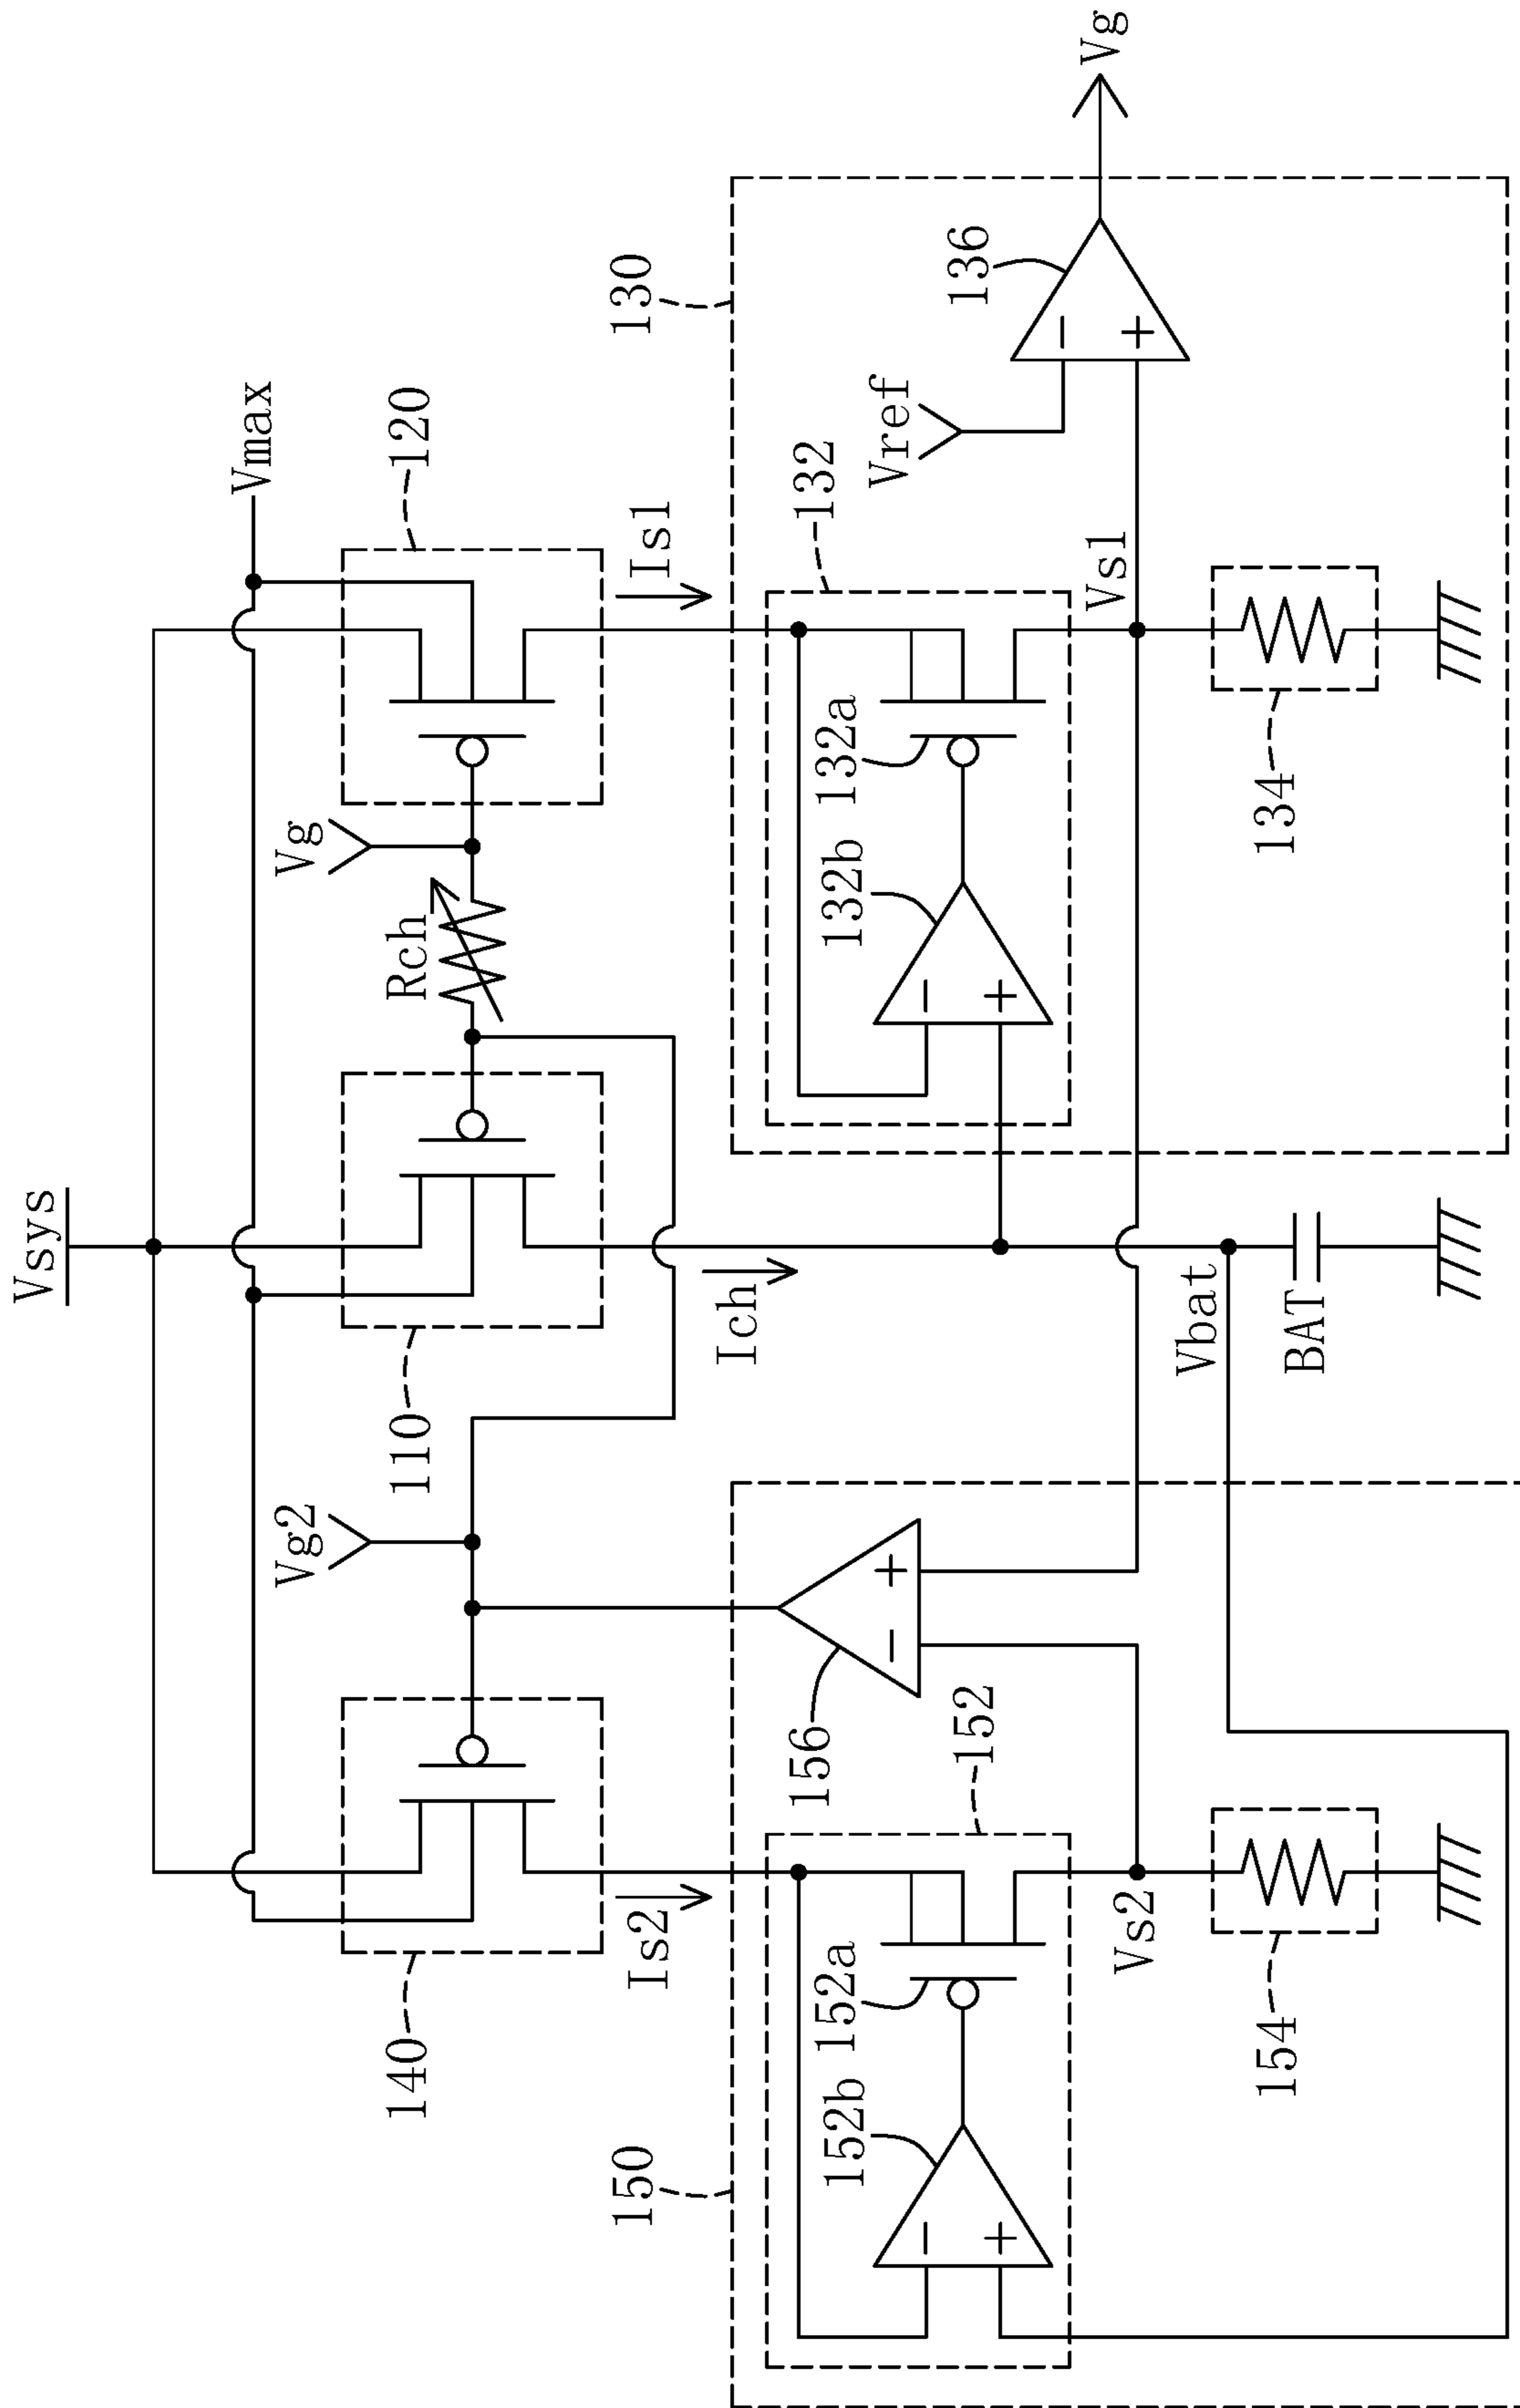 Vsys
Vmax
120
Vg
Rch
110
Vg2
140
Is1
130
Ich
Is2
150
136
Vg
Vref
132
132a
132b
156
152
152a
152b
Vs1
Vs2
Vbat
134
BAT
154